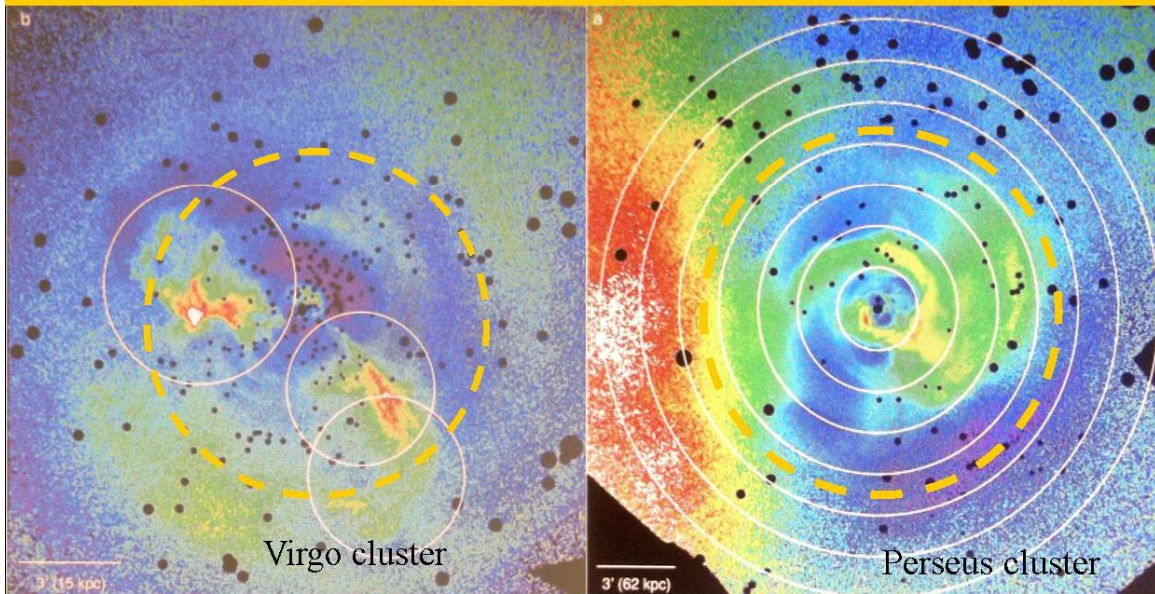 b
a
Virgo cluster
Perseus cluster
3' (15 kpc)
3' (62 kpc)